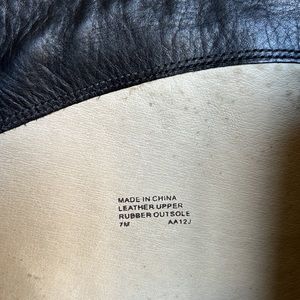 MADE IN CHINA
LEATHER UPPER
RUBBER OUTSOLE
7M AA12J